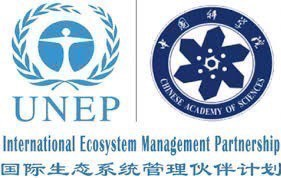 中国科学院
CHINESE ACADEMY OF SCIENCES
UNEP
International Ecosystem Management Partnership
国际生态系统管理伙伴计划